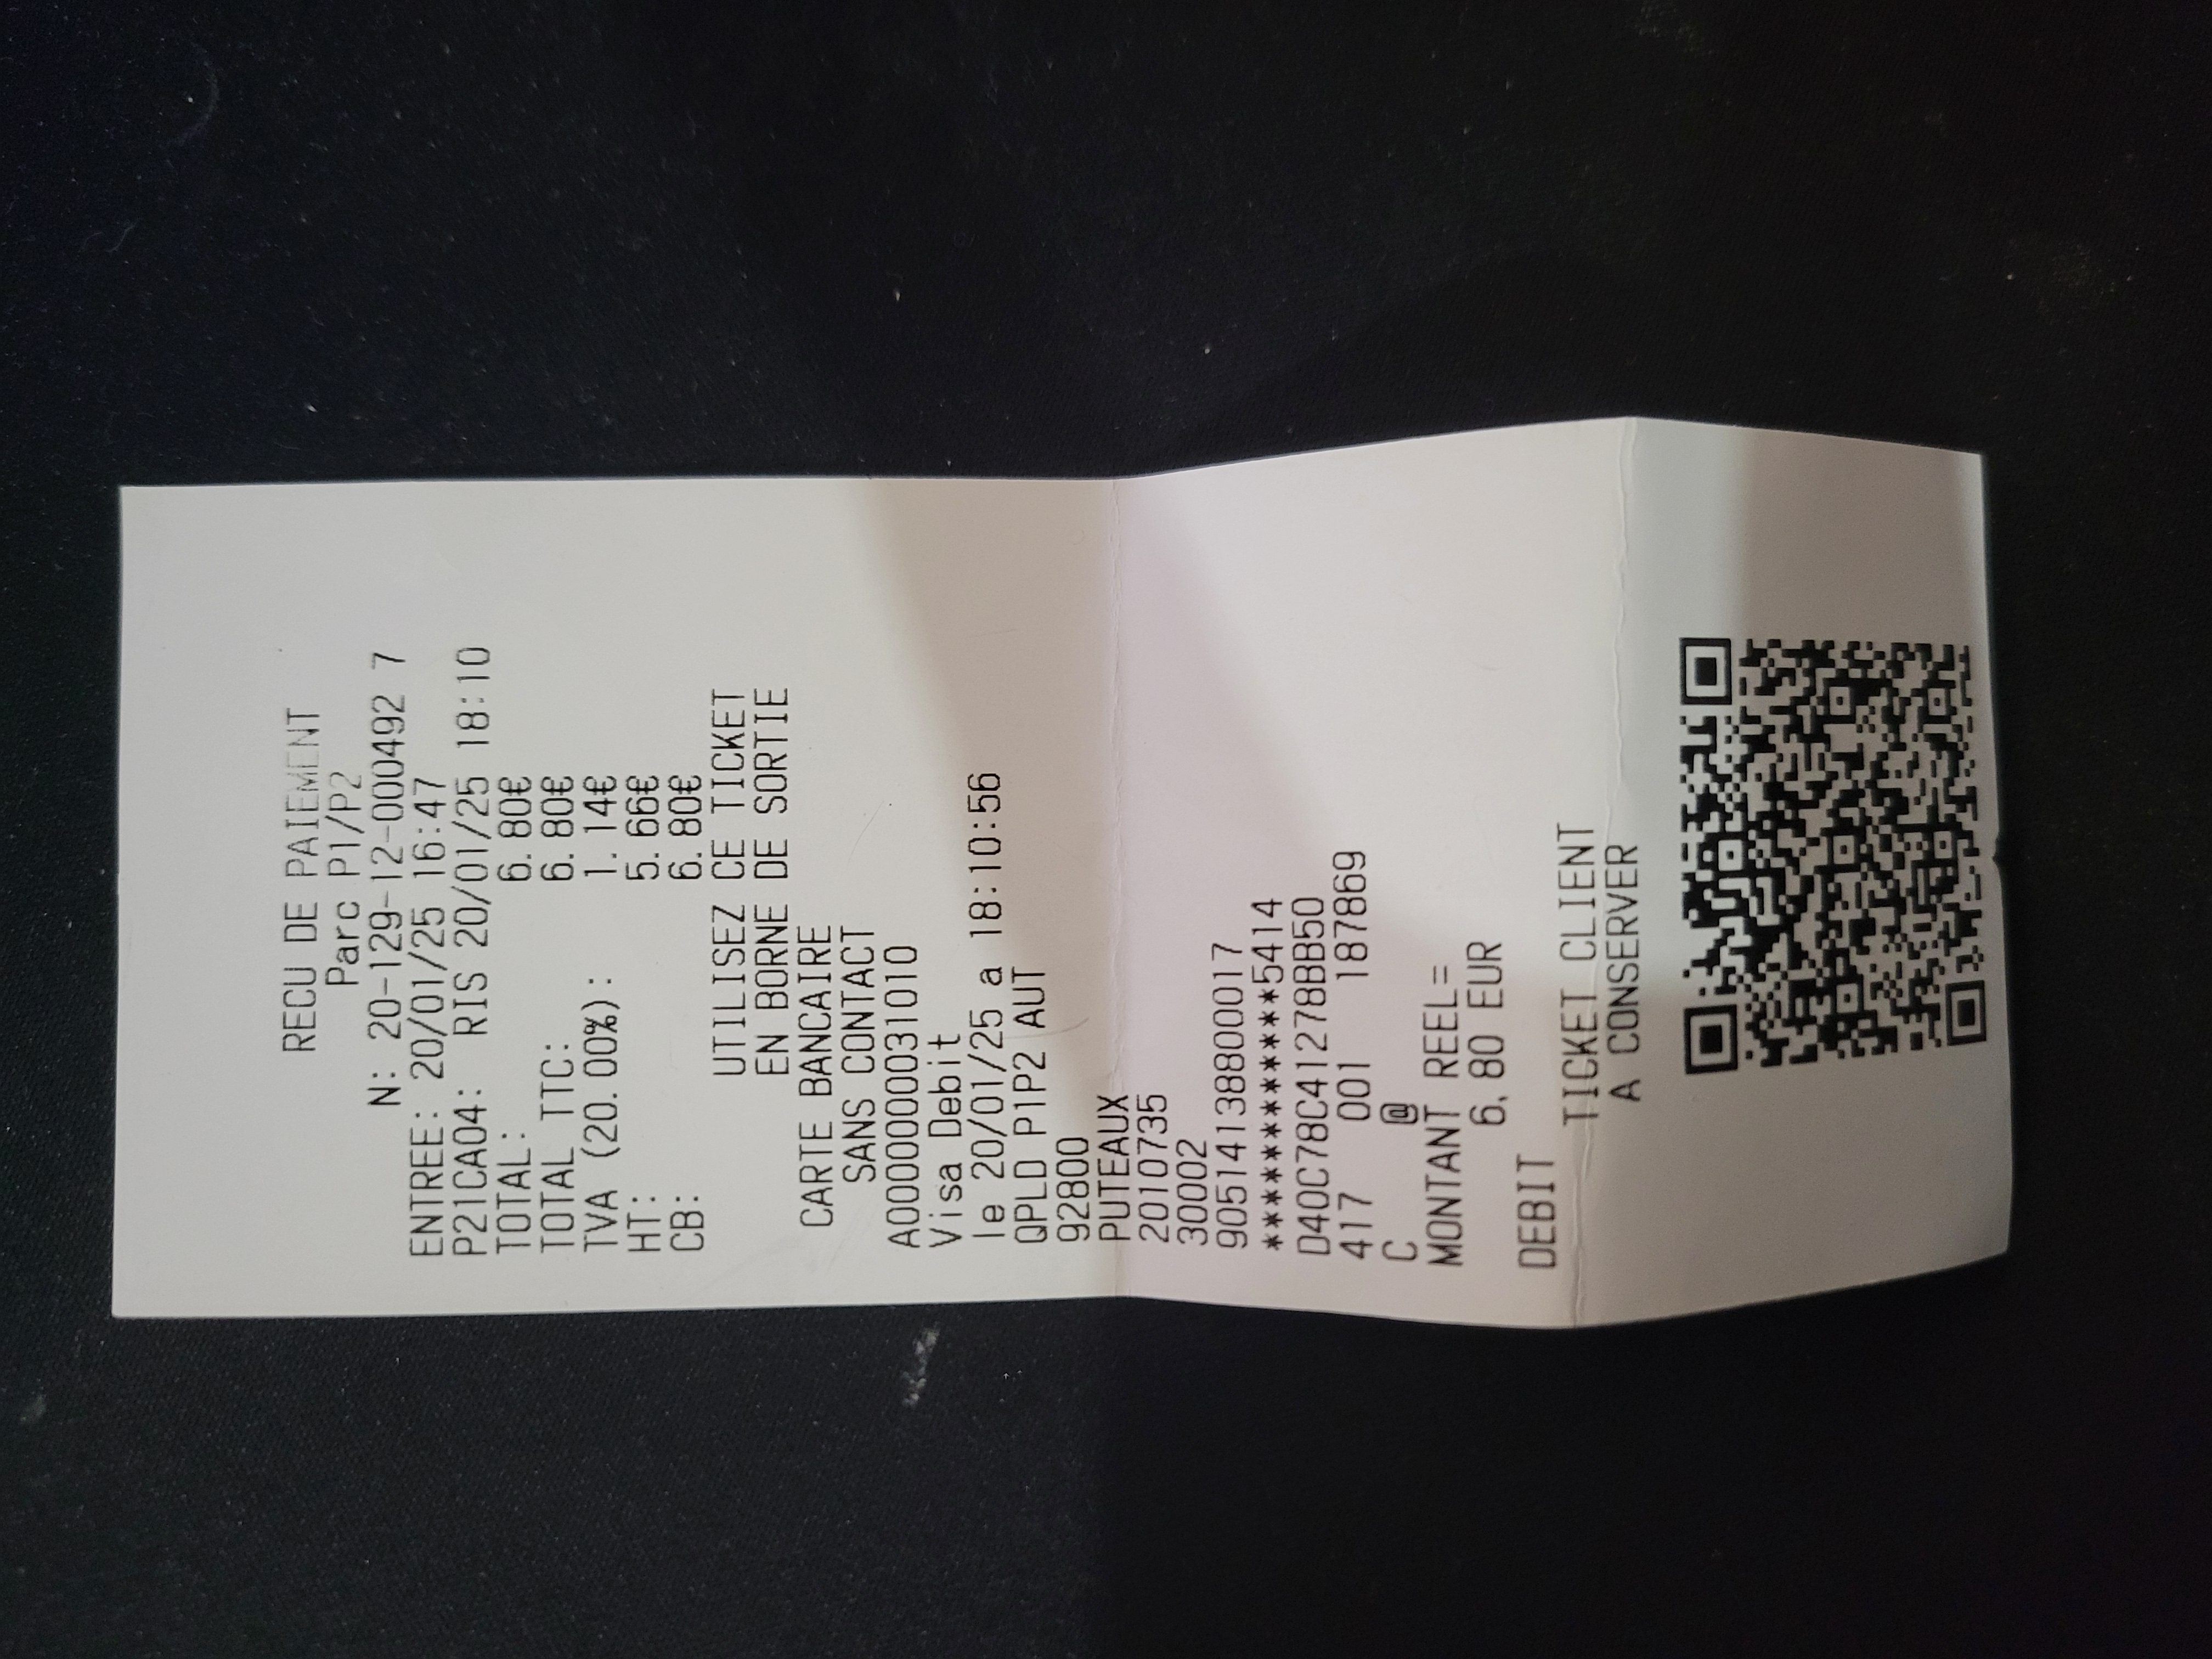 RECU DE PAIEMENT
Parc P1/P2
N: 20-129-12-000492 7
ENTREE: 20/01/25 16:47
P21CA04: RIS 20/01/25 18:10
TOTAL: 6.80€
TOTAL TTC: 6.80€
TVA (20.00%): 1.14€
HT: 5.66€
CB: 6.80€
UTILISEZ CE TICKET
EN BORNE DE SORTIE
CARTE BANCAIRE
SANS CONTACT
A0000000031010
Visa Debit
le 20/01/25 a 18:10:56
QPLD P1P2 AUT
92800
PUTEAUX
2010735
30002
90514138800017
************5414
D40C78C41278BB50
417 001 187869
C @
MONTANT REEL=
6,80 EUR
DEBIT
TICKET CLIENT
A CONSERVER